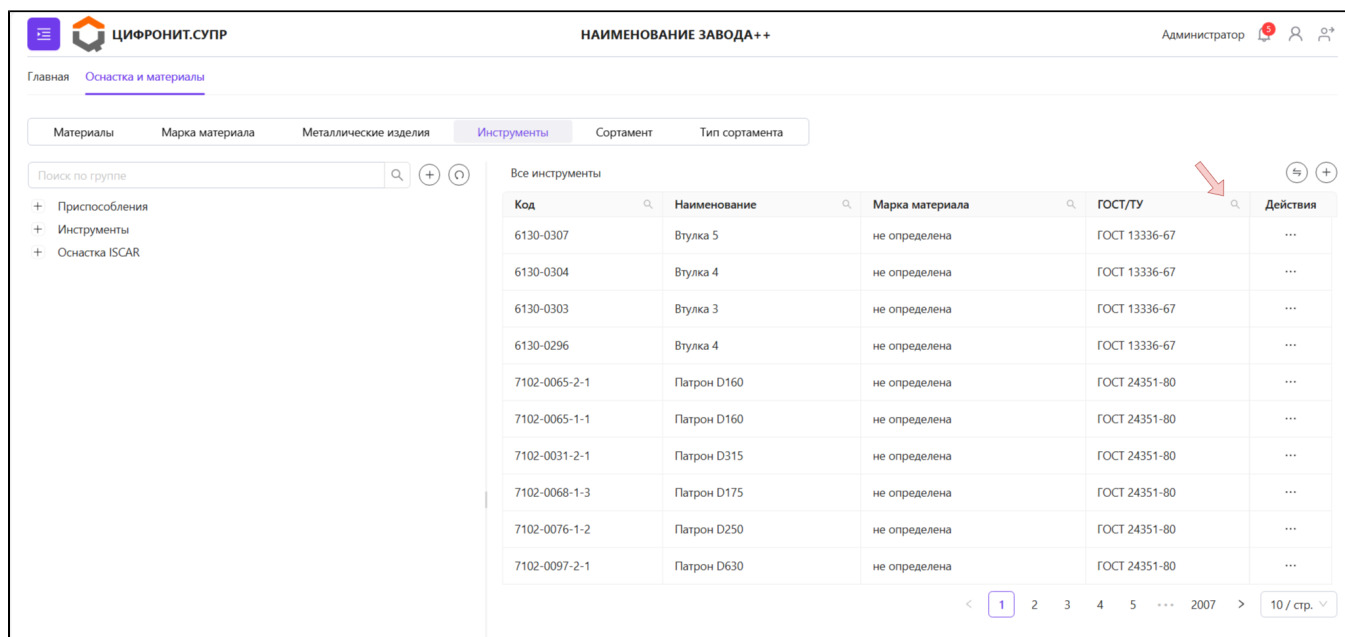 ЦИФРОНИТ.СУПР НАИМЕНОВАНИЕ ЗАВОДА++ Администратор 5
Главная Оснастка и материалы
Материалы Марка материала Металлические изделия Инструменты Сортамент Тип сортамента
Поиск по группе
Приспособления
Инструменты
Оснастка ISCAR
Все инструменты
Код Наименование Марка материала ГОСТ/ТУ Действия
6130-0307 Втулка 5 не определена ГОСТ 13336-67 ...
6130-0304 Втулка 4 не определена ГОСТ 13336-67 ...
6130-0303 Втулка 3 не определена ГОСТ 13336-67 ...
6130-0296 Втулка 4 не определена ГОСТ 13336-67 ...
7102-0065-2-1 Патрон D160 не определена ГОСТ 24351-80 ...
7102-0065-1-1 Патрон D160 не определена ГОСТ 24351-80 ...
7102-0031-2-1 Патрон D315 не определена ГОСТ 24351-80 ...
7102-0068-1-3 Патрон D175 не определена ГОСТ 24351-80 ...
7102-0076-1-2 Патрон D250 не определена ГОСТ 24351-80 ...
7102-0097-2-1 Патрон D630 не определена ГОСТ 24351-80 ...
< 1 2 3 4 5 ••• 2007 > 10 / стр.